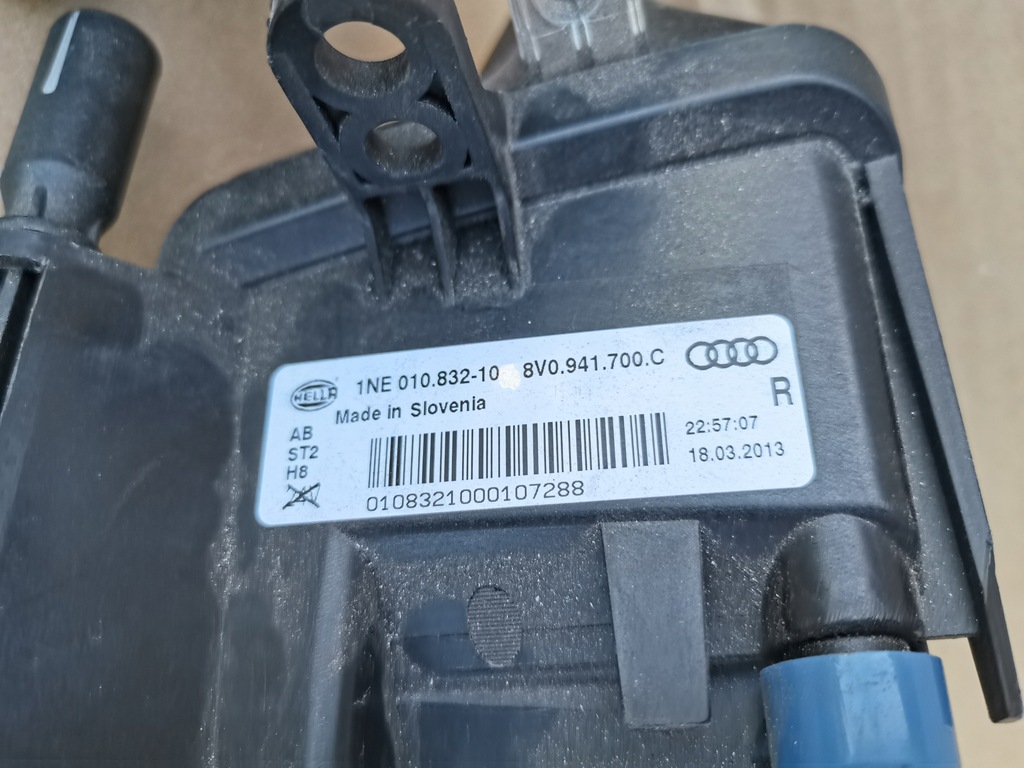 HELLA 1NE 010.832-10 8V0.941.700.C
Made in Slovenia
R
AB
ST2
H8
22:57:07
18.03.2013
0108321000107288